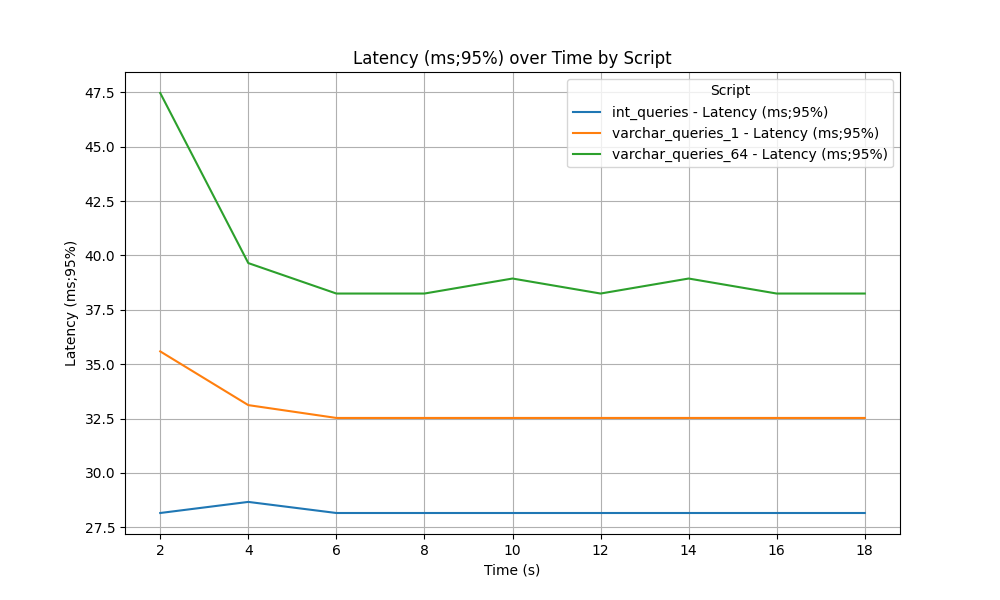 Latency (ms;95%) over Time by Script
Script
int_queries - Latency (ms;95%)
varchar_queries_1 - Latency (ms;95%)
varchar_queries_64 - Latency (ms;95%)
Latency (ms;95%)
47.5
45.0
42.5
40.0
37.5
35.0
32.5
30.0
27.5
2 4 6 8 10 12 14 16 18
Time (s)